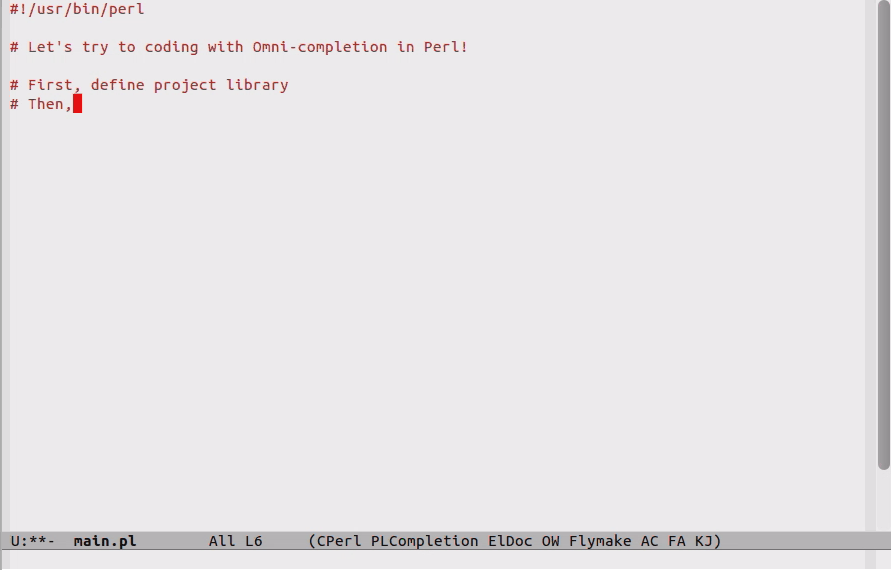 #!/usr/bin/perl
# Let's try to coding with Omni-completion in Perl!
# First, define project library
# Then,
U:**-  main.pl        All L6     (CPerl PLCompletion ElDoc OW Flymake AC FA KJ)